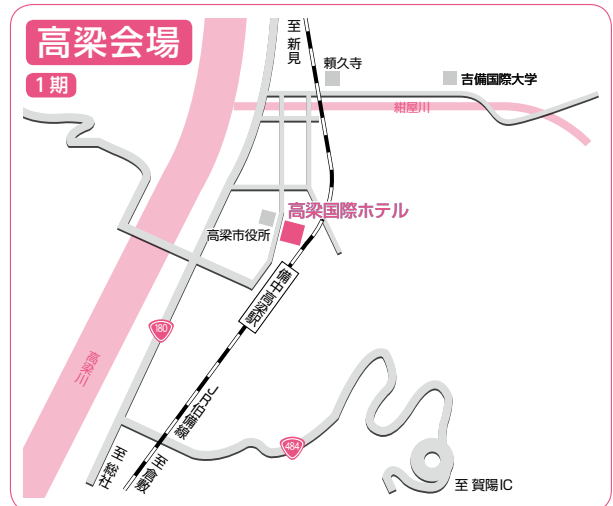 高梁会場
1期
至 新見
頼久寺
吉備国際大学
紺屋川
高梁国際ホテル
高梁市役所
備中高梁駅
180
高梁川
JR伯備線
484
至 総社
至 倉敷
至 賀陽IC